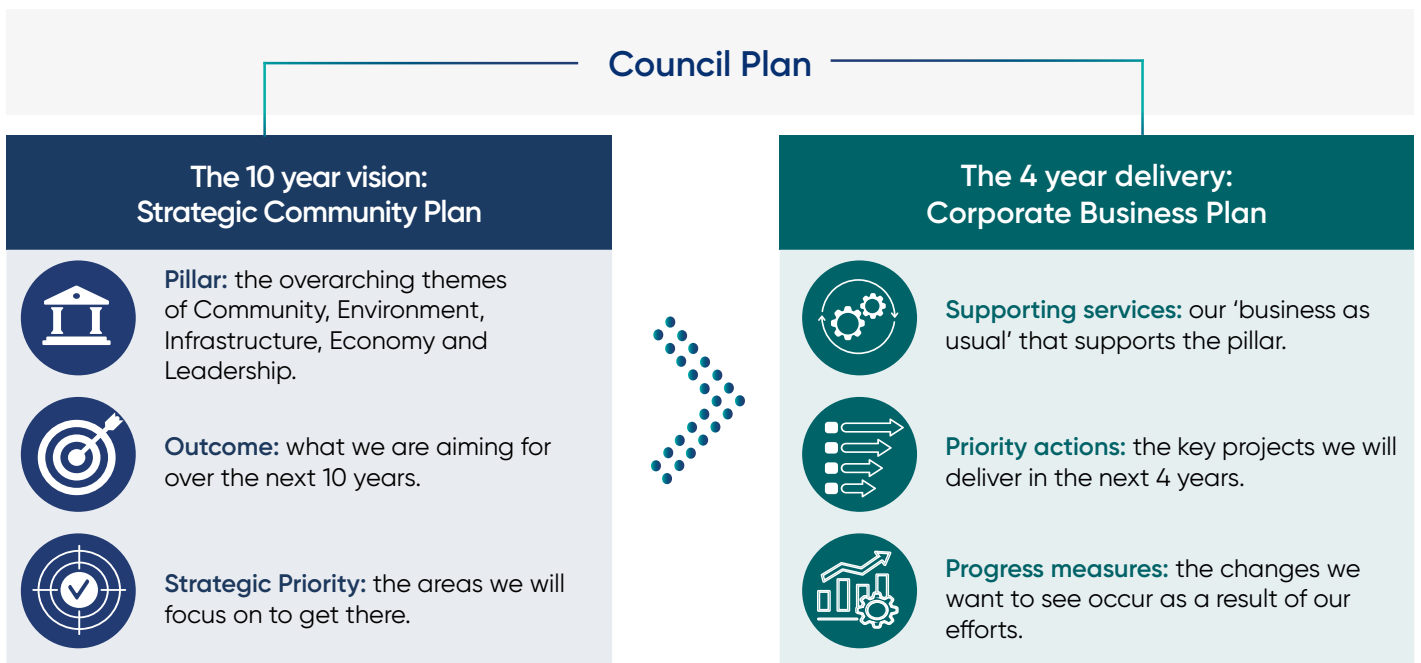 Council Plan
The 10 year vision:
Strategic Community Plan
Pillar: the overarching themes
of Community, Environment,
Infrastructure, Economy and
Leadership.
Outcome: what we are aiming for
over the next 10 years.
Strategic Priority: the areas we will
focus on to get there.
The 4 year delivery:
Corporate Business Plan
Supporting services: our ‘business as
usual’ that supports the pillar.
Priority actions: the key projects we will
deliver in the next 4 years.
Progress measures: the changes we
want to see occur as a result of our
efforts.